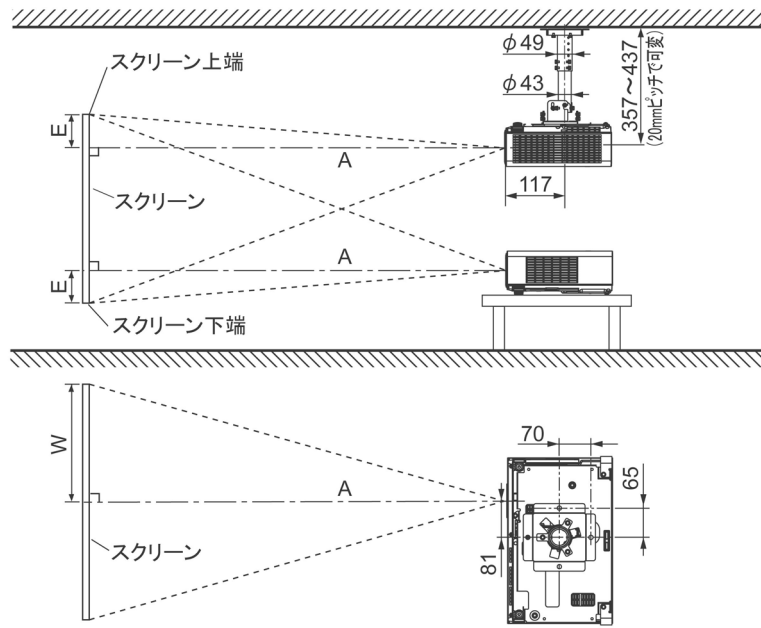 スクリーン上端
φ49
φ43
357～437
(20mmピッチで可変)
E
A
117
スクリーン
A
E
スクリーン下端
W
A
スクリーン
70
65
81